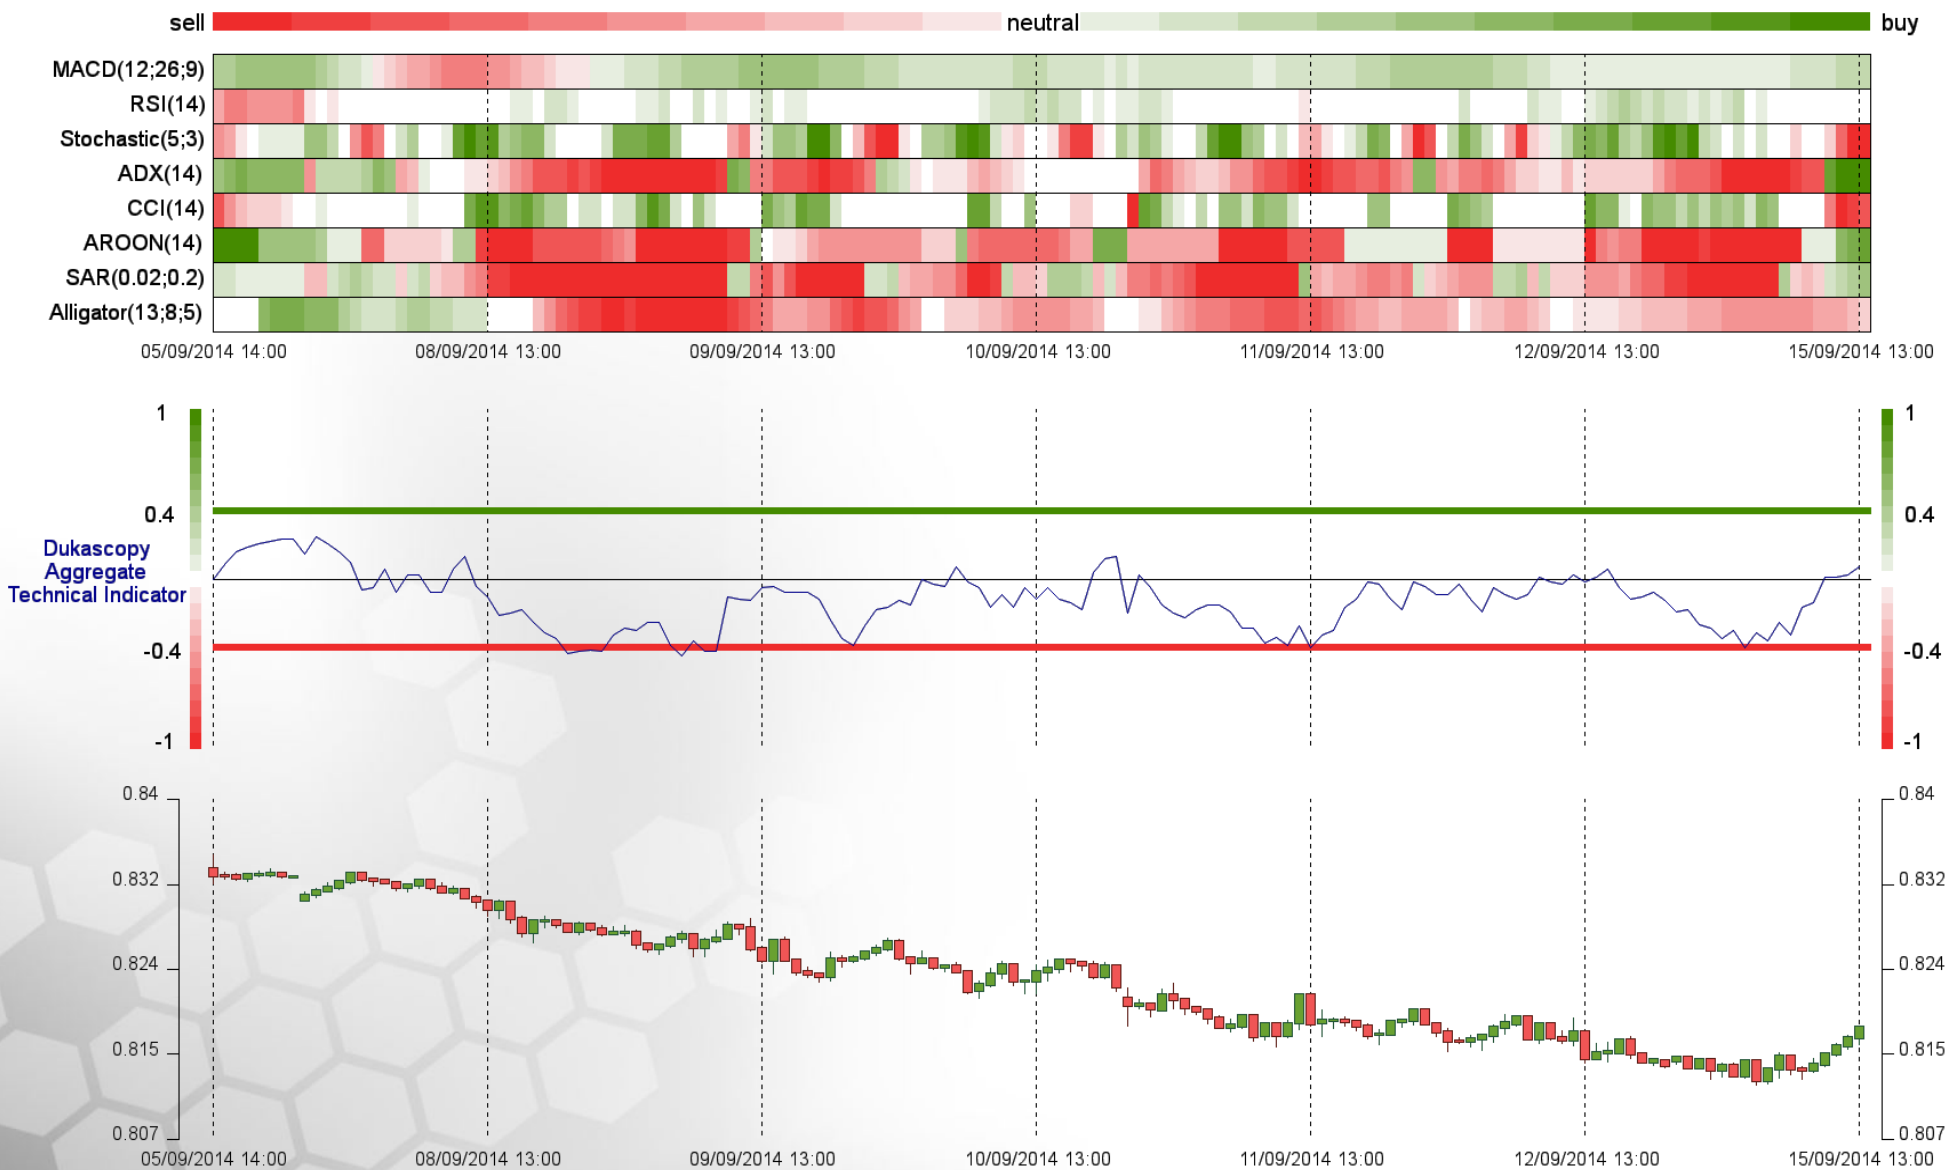 sell neutral buy
MACD(12;26;9)
RSI(14)
Stochastic(5;3)
ADX(14)
CCI(14)
AROON(14)
SAR(0.02;0.2)
Alligator(13;8;5)
05/09/2014 14:00 08/09/2014 13:00 09/09/2014 13:00 10/09/2014 13:00 11/09/2014 13:00 12/09/2014 13:00 15/09/2014 13:00
1 1
0.4 0.4
Dukascopy
Aggregate
Technical Indicator
-0.4 -0.4
-1 -1
0.84 0.84
0.832 0.832
0.824 0.824
0.815 0.815
0.807 0.807
05/09/2014 14:00 08/09/2014 13:00 09/09/2014 13:00 10/09/2014 13:00 11/09/2014 13:00 12/09/2014 13:00 15/09/2014 13:00